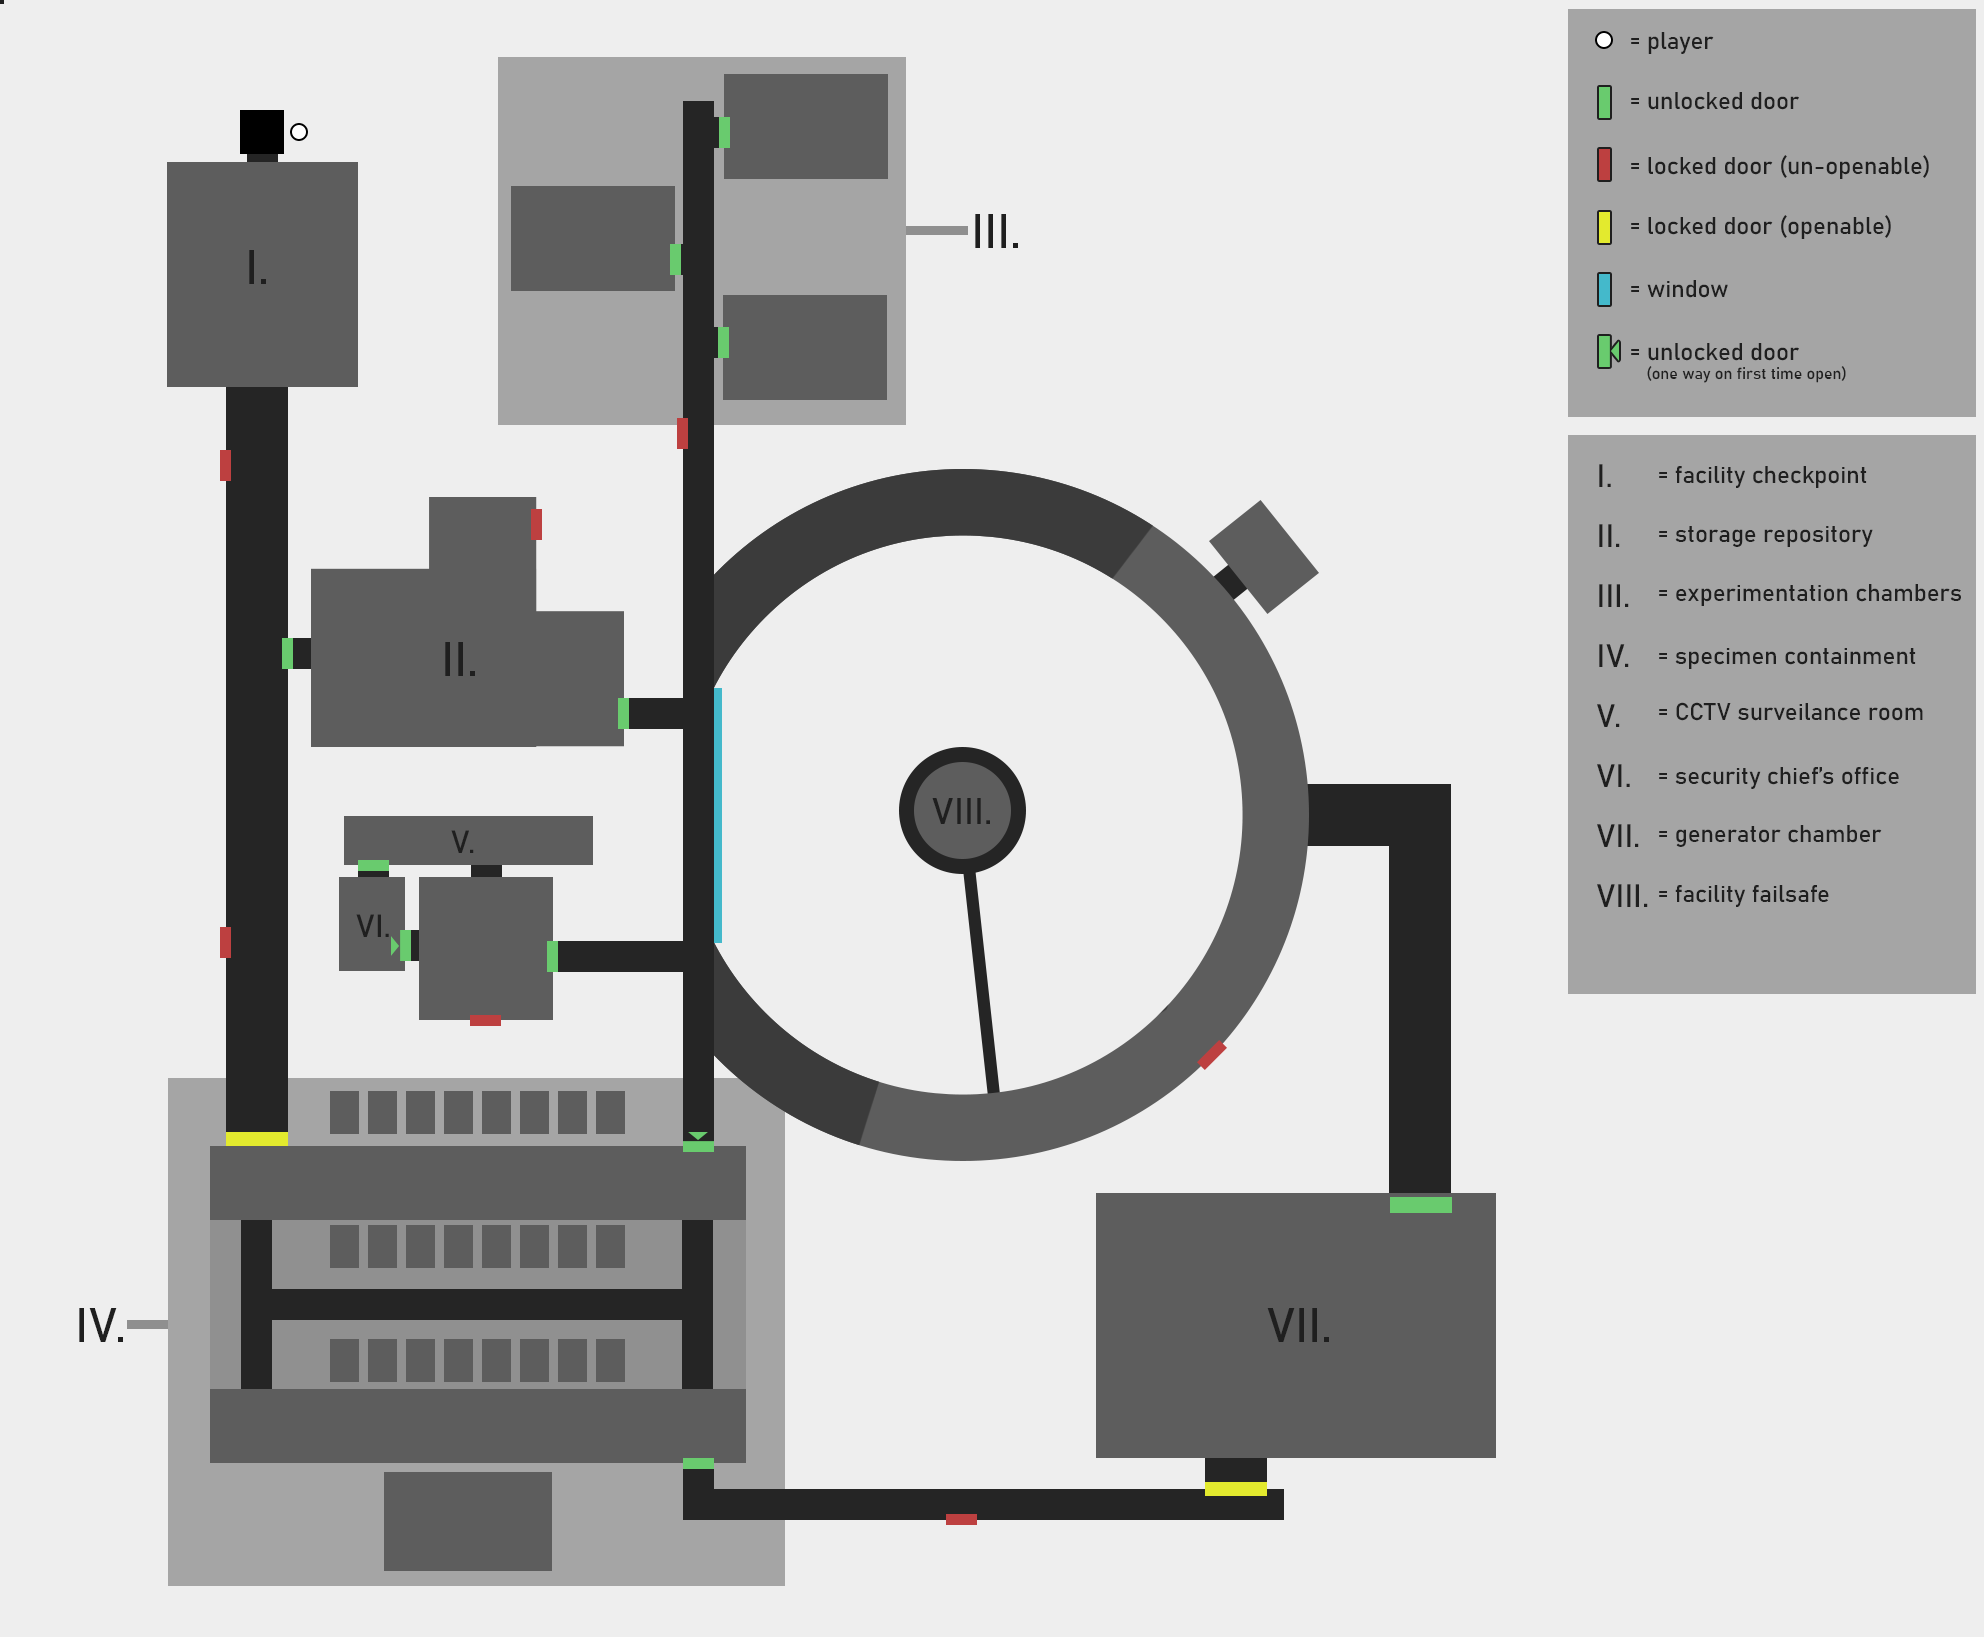 = player
= unlocked door
= locked door (un-openable)
= locked door (openable)
= window
= unlocked door
(one way on first time open)
I. = facility checkpoint
II. = storage repository
III. = experimentation chambers
IV. = specimen containment
V. = CCTV surveilance room
VI. = security chief's office
VII. = generator chamber
VIII. = facility failsafe
III.
I.
II.
VIII.
V.
VI.
IV.
VII.